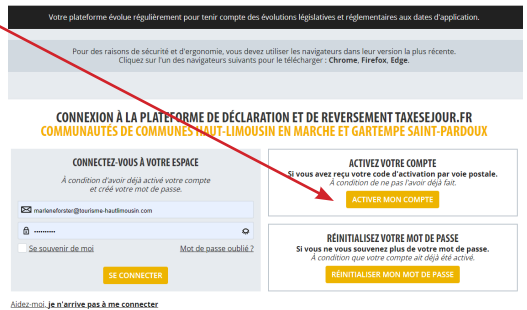 Votre plateforme évolue régulièrement pour tenir compte des évolutions législatives et réglementaires aux dates d'application.
Pour des raisons de sécurité et d'ergonomie, vous devez utiliser les navigateurs dans leur version la plus récente.
Cliquez sur l'un des navigateurs suivants pour le télécharger : Chrome, Firefox, Edge.
CONNEXION À LA PLATEFORME DE DÉCLARATION ET DE REVERSEMENT TAXESEJOUR.FR
COMMUNAUTÉS DE COMMUNES HAUT-LIMOUSIN EN MARCHE ET GARTEMPE SAINT-PARDOUX
CONNECTEZ-VOUS À VOTRE ESPACE
À condition d'avoir déjà activé votre compte
et créé votre mot de passe.
marleneforster@tourisme-hautlimousin.com
••••••••••
Se souvenir de moi
Mot de passe oublié ?
SE CONNECTER
Aidez-moi, je n'arrive pas à me connecter
ACTIVEZ VOTRE COMPTE
Si vous avez reçu votre code d'activation par voie postale.
À condition de ne pas l'avoir déjà fait.
ACTIVER MON COMPTE
RÉINITIALISEZ VOTRE MOT DE PASSE
Si vous ne vous souvenez plus de votre mot de passe.
À condition que votre compte ait déjà été activé.
RÉINITIALISER MON MOT DE PASSE